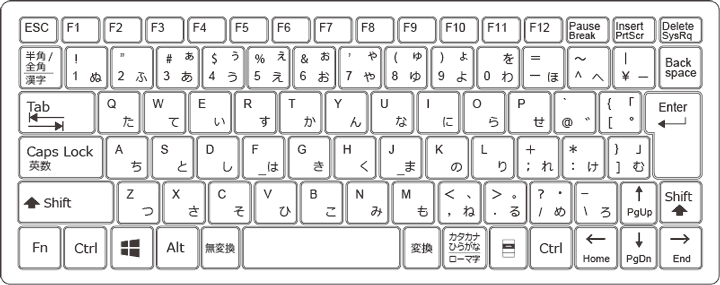 ESC F1 F2 F3 F4 F5 F6 F7 F8 F9 F10 F11 F12 Pause Break Insert PrtScr Delete SysRq
半角/全角 漢字 ! 1 ぬ " 2 ふ # ぁ 3 あ $ ぅ 4 う % ぇ 5 え & ぉ 6 お ' ゃ 7 や ( ゅ 8 ゆ ) ょ 9 よ を 0 わ = ー ほ ~ ^ へ | ¥ ー Back space
Tab Q た W て E い R す T か Y ん U な I に O ら P せ ` @ ゛ { 「 [ ゜ Enter
Caps Lock 英数 A ち S と D し F _は G き H く J _ま K の L り + ; れ * : け } 」 ] む
Shift Z つ X さ C そ V ひ B こ N み M も < 、 , ね > 。 . る ? ・ / め _ \ ろ ↑ PgUp Shift
Fn Ctrl Alt 無変換 変換 カタカナ ひらがな ローマ字 Ctrl ← Home ↓ PgDn → End